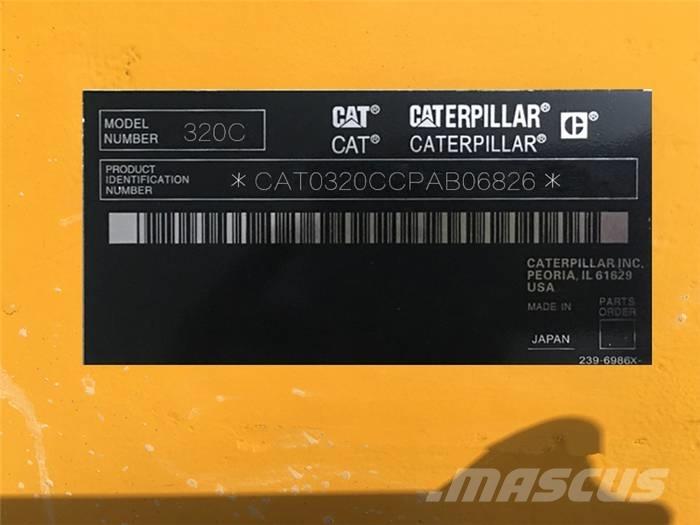 MODEL
NUMBER
320C
CAT® CATERPILLAR® C®
CAT® CATERPILLAR®
PRODUCT
IDENTIFICATION
NUMBER
*CAT0320CCPAB06826*
CATERPILLAR INC.
PEORIA, IL 61629
USA
MADE IN
PARTS
ORDER
JAPAN
239-6986X-
MASCUS